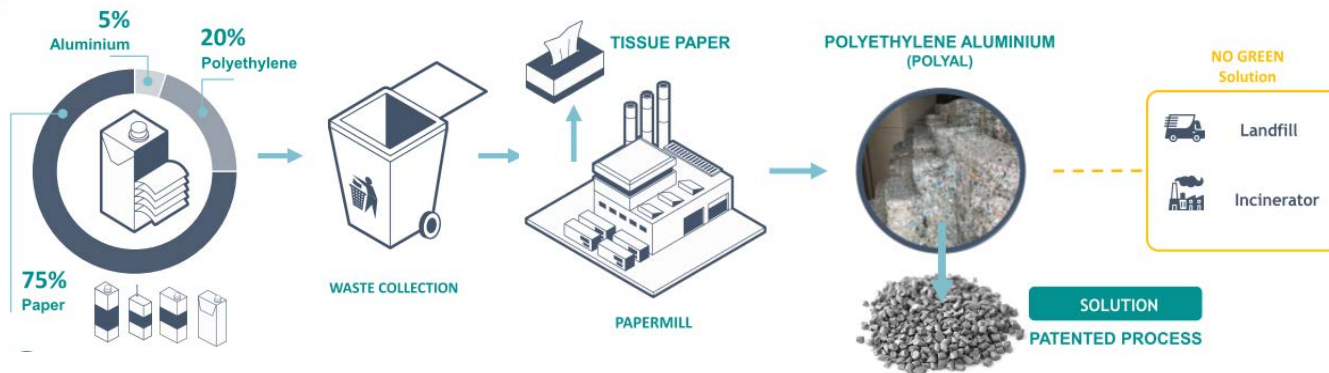 5%
Aluminium
20%
Polyethylene
75%
Paper
WASTE COLLECTION
TISSUE PAPER
PAPERMILL
POLYETHYLENE ALUMINIUM
(POLYAL)
SOLUTION
PATENTED PROCESS
NO GREEN
Solution
Landfill
Incinerator